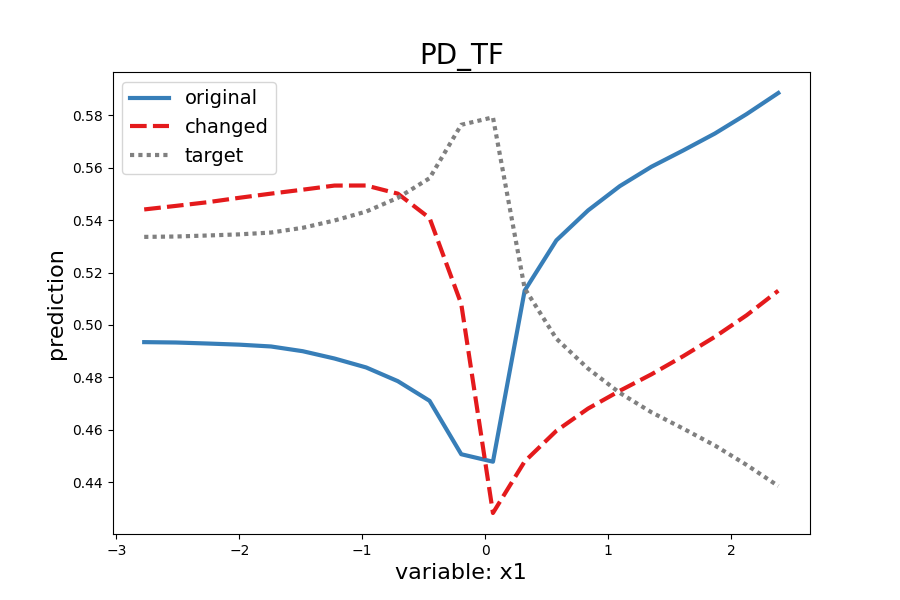 PD_TF
original
changed
target
prediction
0.58
0.56
0.54
0.52
0.50
0.48
0.46
0.44
−3
−2
−1
0
1
2
variable: x1